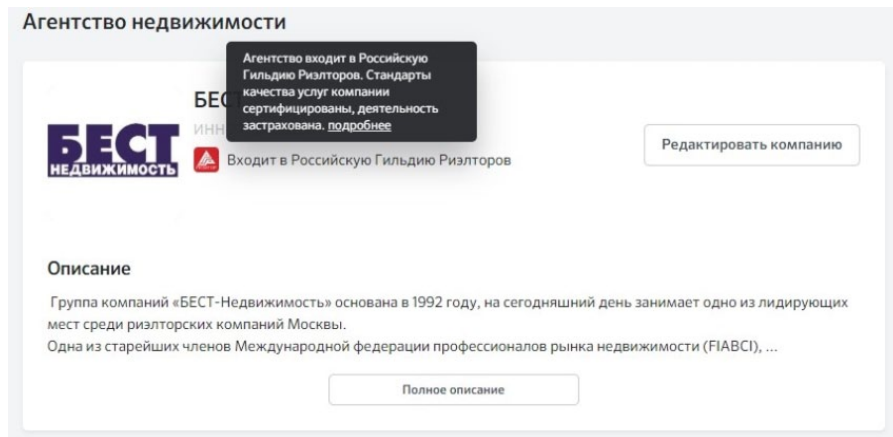 Агентство недвижимости
Агентство входит в Российскую
Гильдию Риэлторов. Стандарты
качества услуг компании
сертифицированы, деятельность
застрахована. подробнее
БЕС
ИНН
БЕСТ
НЕДВИЖИМОСТЬ
Входит в Российскую Гильдию Риэлторов
Редактировать компанию
Описание
Группа компаний «БЕСТ-Недвижимость» основана в 1992 году, на сегодняшний день занимает одно из лидирующих
мест среди риэлторских компаний Москвы.
Одна из старейших членов Международной федерации профессионалов рынка недвижимости (FIABCI), ...
Полное описание